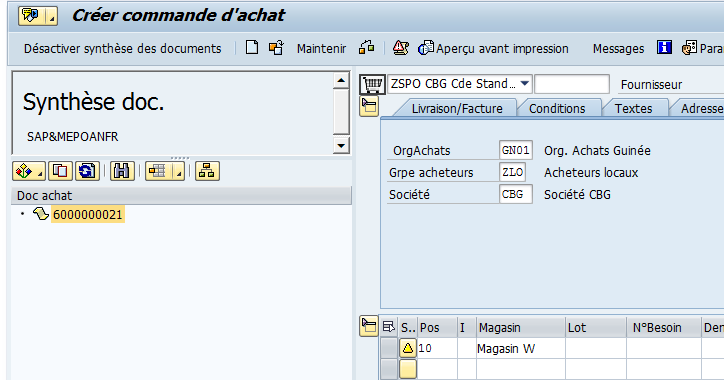 Créer commande d'achat
Désactiver synthèse des documents Maintenir Aperçu avant impression Messages Para
Synthèse doc.
SAP&MEPOANFR
Doc achat
6000000021
ZSPO CBG Cde Stand... Fournisseur
Livraison/Facture Conditions Textes Adresse
OrgAchats GN01 Org. Achats Guinée
Grpe acheteurs ZLO Acheteurs locaux
Société CBG Société CBG
S.. Pos I Magasin Lot N°Besoin Den
10 Magasin W